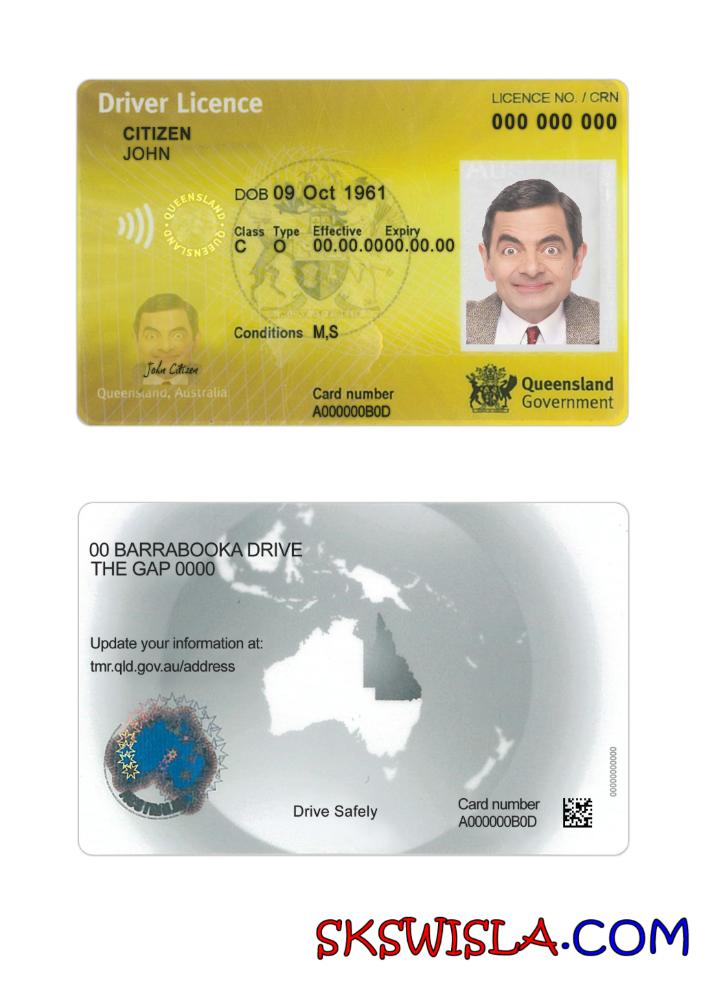 Driver Licence
LICENCE NO. / CRN
CITIZEN
000 000 000
JOHN
DOB 09 Oct 1961
QUEENSLAND · QUEENSLAND ·
Class Type Effective Expiry
C O 00.00.0000.00.00
Conditions M,S
John Citizen
Queensland, Australia
Card number
A000000B0D
Queensland
Government
00 BARRABOOKA DRIVE
THE GAP 0000
Update your information at:
tmr.qld.gov.au/address
Drive Safely
Card number
A000000B0D
SKSWISLA.COM